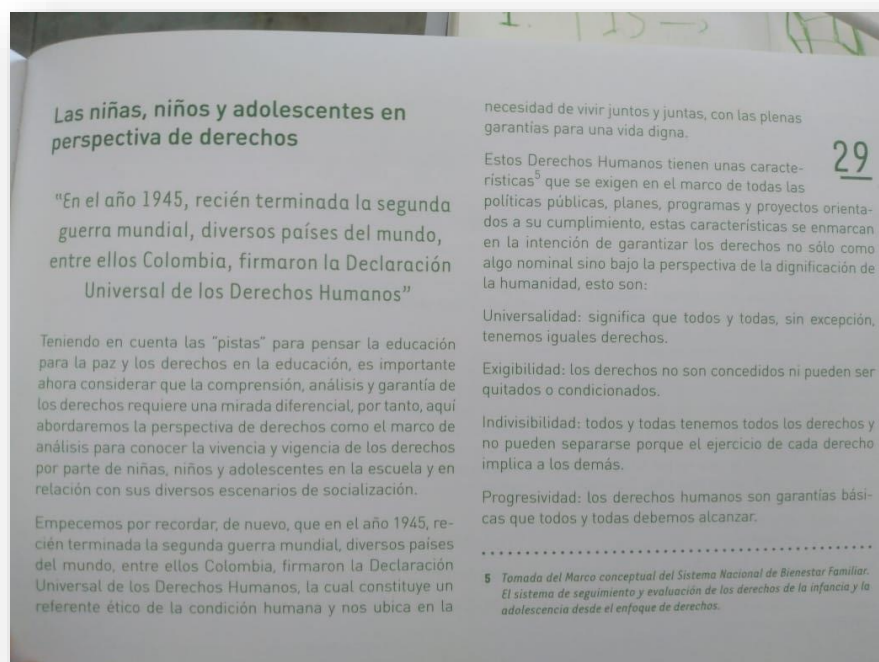 Las niñas, niños y adolescentes en
perspectiva de derechos
"En el año 1945, recién terminada la segunda
guerra mundial, diversos países del mundo,
entre ellos Colombia, firmaron la Declaración
Universal de los Derechos Humanos"
Teniendo en cuenta las "pistas" para pensar la educación
para la paz y los derechos en la educación, es importante
ahora considerar que la comprensión, análisis y garantía de
los derechos requiere una mirada diferencial, por tanto, aquí
abordaremos la perspectiva de derechos como el marco de
análisis para conocer la vivencia y vigencia de los derechos
por parte de niñas, niños y adolescentes en la escuela y en
relación con sus diversos escenarios de socialización.
Empecemos por recordar, de nuevo, que en el año 1945, re-
cién terminada la segunda guerra mundial, diversos países
del mundo, entre ellos Colombia, firmaron la Declaración
Universal de los Derechos Humanos, la cual constituye un
referente ético de la condición humana y nos ubica en la
necesidad de vivir juntos y juntas, con las plenas
garantías para una vida digna.
29
Estos Derechos Humanos tienen unas caracte-
rísticas5 que se exigen en el marco de todas las
políticas públicas, planes, programas y proyectos orienta-
dos a su cumplimiento, estas características se enmarcan
en la intención de garantizar los derechos no sólo como
algo nominal sino bajo la perspectiva de la dignificación de
la humanidad, esto son:
Universalidad: significa que todos y todas, sin excepción,
tenemos iguales derechos.
Exigibilidad: los derechos no son concedidos ni pueden ser
quitados o condicionados.
Indivisibilidad: todos y todas tenemos todos los derechos y
no pueden separarse porque el ejercicio de cada derecho
implica a los demás.
Progresividad: los derechos humanos son garantías bási-
cas que todos y todas debemos alcanzar.
5 Tomada del Marco conceptual del Sistema Nacional de Bienestar Familiar.
El sistema de seguimiento y evaluación de los derechos de la infancia y la
adolescencia desde el enfoque de derechos.